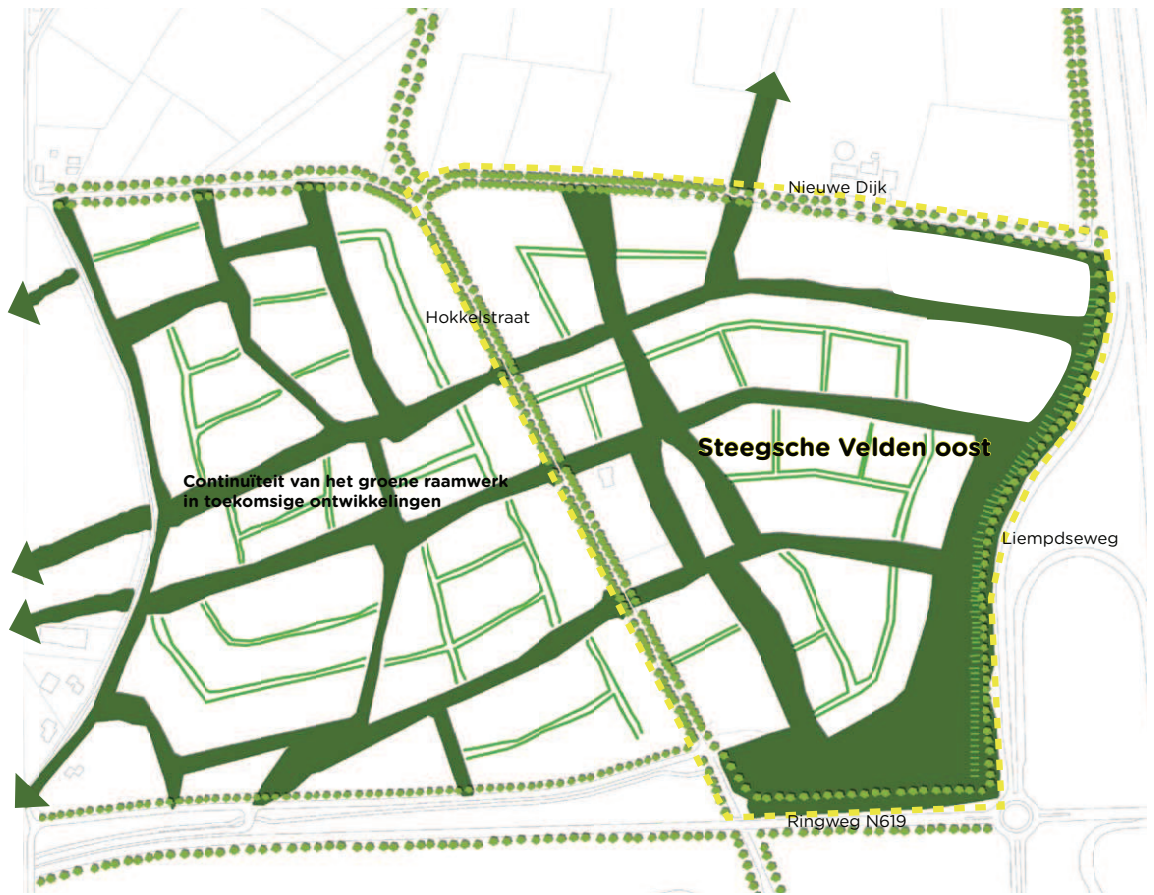 Nieuwe Dijk
Hokkelstraat
Steegsche Velden oost
Continuïteit van het groene raamwerk
in toekomsige ontwikkelingen
Liempdseweg
Ringweg N619